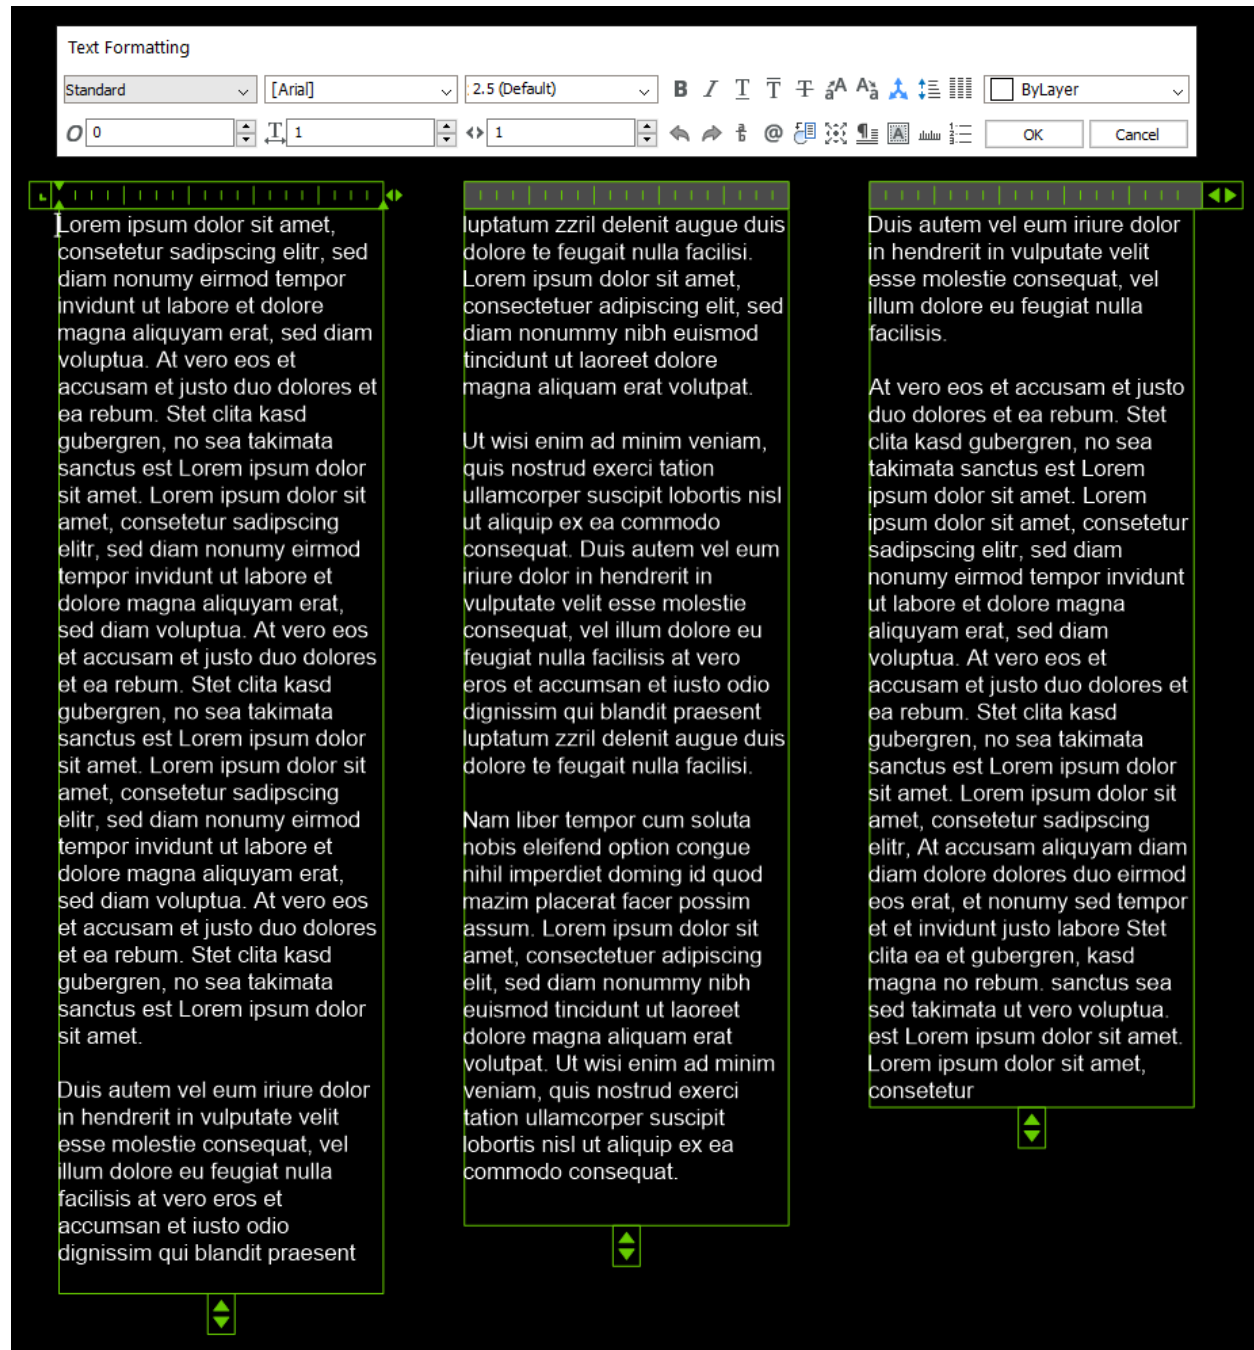 Text Formatting
Standard
[Arial]
2.5 (Default)
ByLayer
0
1
1
OK
Cancel
Lorem ipsum dolor sit amet,
consetetur sadipscing elitr, sed
diam nonumy eirmod tempor
invidunt ut labore et dolore
magna aliquyam erat, sed diam
voluptua. At vero eos et
accusam et justo duo dolores et
ea rebum. Stet clita kasd
gubergren, no sea takimata
sanctus est Lorem ipsum dolor
sit amet. Lorem ipsum dolor sit
amet, consetetur sadipscing
elitr, sed diam nonumy eirmod
tempor invidunt ut labore et
dolore magna aliquyam erat,
sed diam voluptua. At vero eos
et accusam et justo duo dolores
et ea rebum. Stet clita kasd
gubergren, no sea takimata
sanctus est Lorem ipsum dolor
sit amet. Lorem ipsum dolor sit
amet, consetetur sadipscing
elitr, sed diam nonumy eirmod
tempor invidunt ut labore et
dolore magna aliquyam erat,
sed diam voluptua. At vero eos
et accusam et justo duo dolores
et ea rebum. Stet clita kasd
gubergren, no sea takimata
sanctus est Lorem ipsum dolor
sit amet.
Duis autem vel eum iriure dolor
in hendrerit in vulputate velit
esse molestie consequat, vel
illum dolore eu feugiat nulla
facilisis at vero eros et
accumsan et iusto odio
dignissim qui blandit praesent
luptatum zzril delenit augue duis
dolore te feugait nulla facilisi.
Lorem ipsum dolor sit amet,
consectetuer adipiscing elit, sed
diam nonummy nibh euismod
tincidunt ut laoreet dolore
magna aliquam erat volutpat.
Ut wisi enim ad minim veniam,
quis nostrud exerci tation
ullamcorper suscipit lobortis nisl
ut aliquip ex ea commodo
consequat. Duis autem vel eum
iriure dolor in hendrerit in
vulputate velit esse molestie
consequat, vel illum dolore eu
feugiat nulla facilisis at vero
eros et accumsan et iusto odio
dignissim qui blandit praesent
luptatum zzril delenit augue duis
dolore te feugait nulla facilisi.
Nam liber tempor cum soluta
nobis eleifend option congue
nihil imperdiet doming id quod
mazim placerat facer possim
assum. Lorem ipsum dolor sit
amet, consectetuer adipiscing
elit, sed diam nonummy nibh
euismod tincidunt ut laoreet
dolore magna aliquam erat
volutpat. Ut wisi enim ad minim
veniam, quis nostrud exerci
tation ullamcorper suscipit
lobortis nisl ut aliquip ex ea
commodo consequat.
Duis autem vel eum iriure dolor
in hendrerit in vulputate velit
esse molestie consequat, vel
illum dolore eu feugiat nulla
facilisis.
At vero eos et accusam et justo
duo dolores et ea rebum. Stet
clita kasd gubergren, no sea
takimata sanctus est Lorem
ipsum dolor sit amet. Lorem
ipsum dolor sit amet, consetetur
sadipscing elitr, sed diam
nonumy eirmod tempor invidunt
ut labore et dolore magna
aliquyam erat, sed diam
voluptua. At vero eos et
accusam et justo duo dolores et
ea rebum. Stet clita kasd
gubergren, no sea takimata
sanctus est Lorem ipsum dolor
sit amet. Lorem ipsum dolor sit
amet, consetetur sadipscing
elitr, At accusam aliquyam diam
diam dolore dolores duo eirmod
eos erat, et nonumy sed tempor
et et invidunt justo labore Stet
clita ea et gubergren, kasd
magna no rebum. sanctus sea
sed takimata ut vero voluptua.
est Lorem ipsum dolor sit amet.
Lorem ipsum dolor sit amet,
consetetur